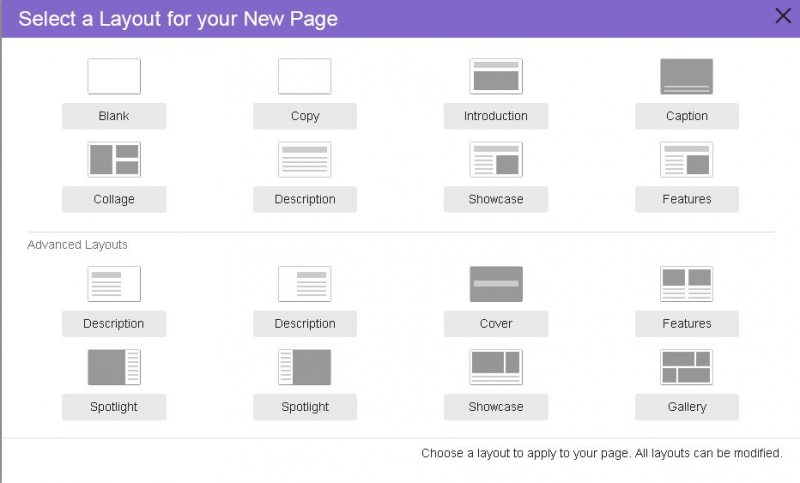 Select a Layout for your New Page
Blank
Copy
Introduction
Caption
Collage
Description
Showcase
Features
Advanced Layouts
Description
Description
Cover
Features
Spotlight
Spotlight
Showcase
Gallery
Choose a layout to apply to your page. All layouts can be modified.